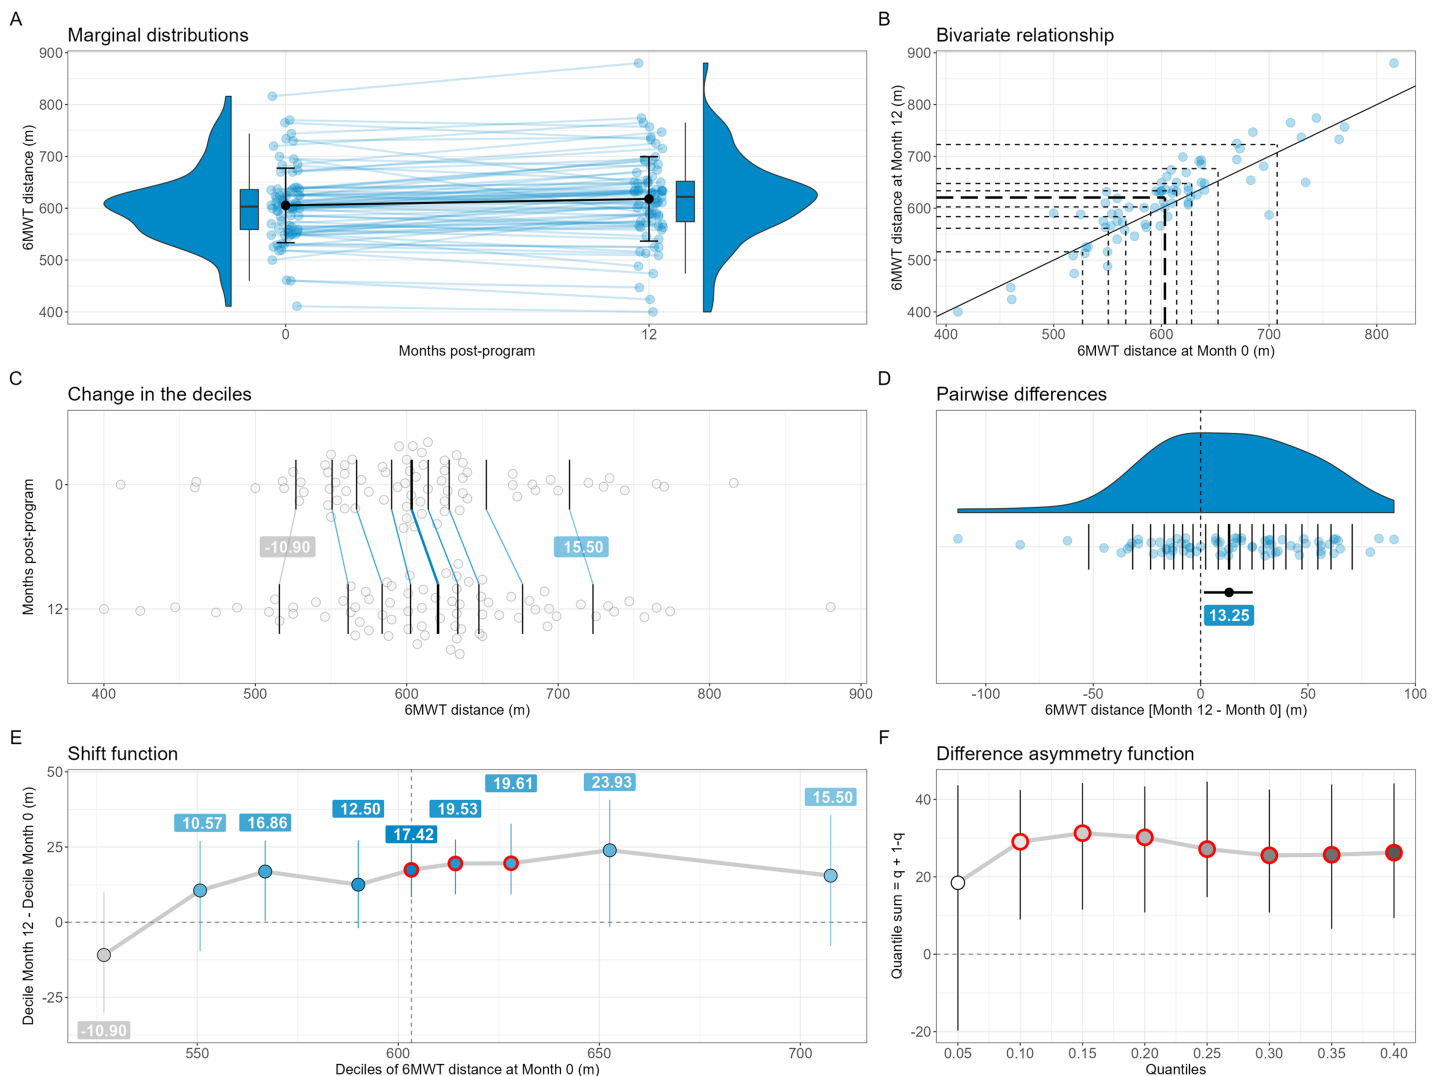 A
Marginal distributions
900
800
700
600
500
400
6MWT distance (m)
0
12
Months post-program
B
Bivariate relationship
900
800
700
600
500
400
6MWT distance at Month 12 (m)
400
500
600
700
800
6MWT distance at Month 0 (m)
C
Change in the deciles
0
12
Months post-program
-10.90
15.50
400
500
600
700
800
900
6MWT distance (m)
D
Pairwise differences
13.25
-100
-50
0
50
100
6MWT distance [Month 12 - Month 0] (m)
E
Shift function
50
25
0
-25
Decile Month 12 - Decile Month 0 (m)
-10.90
10.57
16.86
12.50
17.42
19.53
19.61
23.93
15.50
550
600
650
700
Deciles of 6MWT distance at Month 0 (m)
F
Difference asymmetry function
40
20
0
-20
Quantile sum = q + 1-q
0.05
0.10
0.15
0.20
0.25
0.30
0.35
0.40
Quantiles